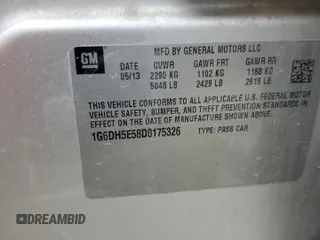 GM
MFD BY GENERAL MOTORS LLC
05/13 GVWR GAWR FRT GAWR RR
2290 KG 1102 KG 1188 KG
5048 LB 2429 LB 2619 LB
THIS VEHICLE CONFORMS TO ALL APPLICABLE U.S. FEDERAL MOTOR
VEHICLE SAFETY, BUMPER, AND THEFT PREVENTION STANDARDS
IN EFFECT ON THE DATE OF MANUFACTURE SHOWN ABOVE.
1G6DH5E58D0175326 TYPE: PASS CAR
DREAMBID